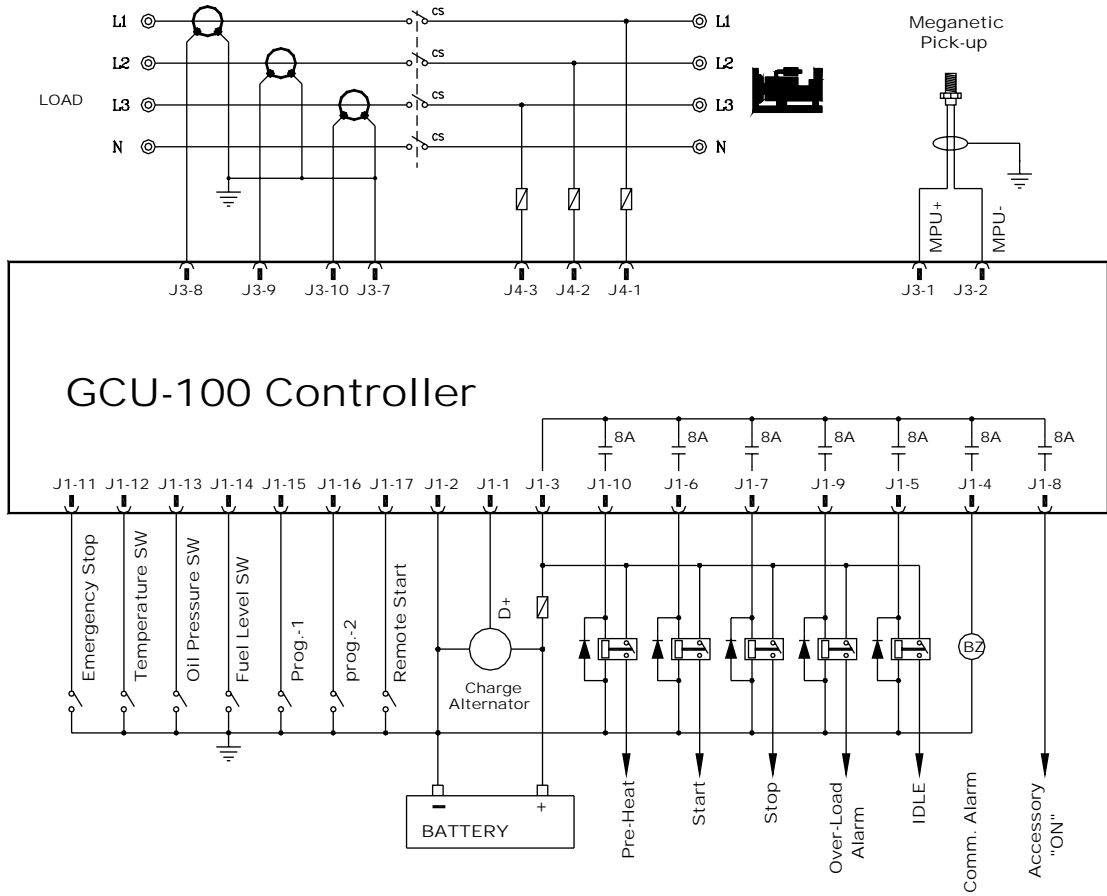 L1
cs
L1
L2
cs
L2
LOAD
L3
cs
L3
N
cs
N
Meganetic
Pick-up
MPU+
MPU-
J3-8
J3-9
J3-10
J3-7
J4-3
J4-2
J4-1
J3-1
J3-2
GCU-100 Controller
8A
8A
8A
8A
8A
8A
8A
J1-11
J1-12
J1-13
J1-14
J1-15
J1-16
J1-17
J1-2
J1-1
J1-3
J1-10
J1-6
J1-7
J1-9
J1-5
J1-4
J1-8
Emergency Stop
Temperature SW
Oil Pressure SW
Fuel Level SW
Prog.-1
prog.-2
Remote Start
D+
Charge
Alternator
BZ
- +
BATTERY
Pre-Heat
Start
Stop
Over-Load
Alarm
IDLE
Comm. Alarm
Accessory
"ON"